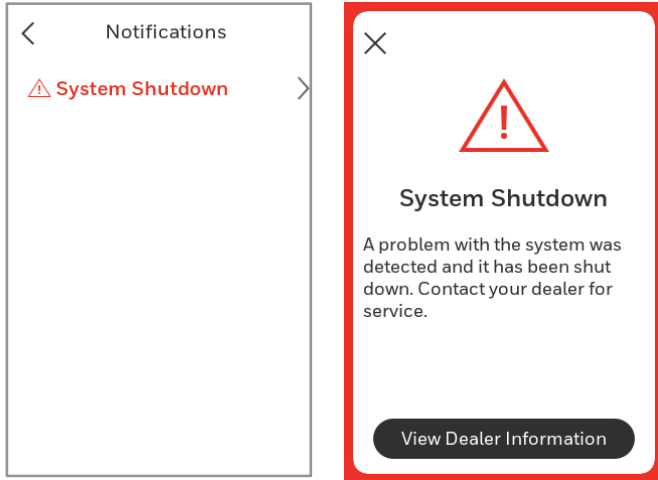 Notifications
System Shutdown
System Shutdown
A problem with the system was
detected and it has been shut
down. Contact your dealer for
service.
View Dealer Information